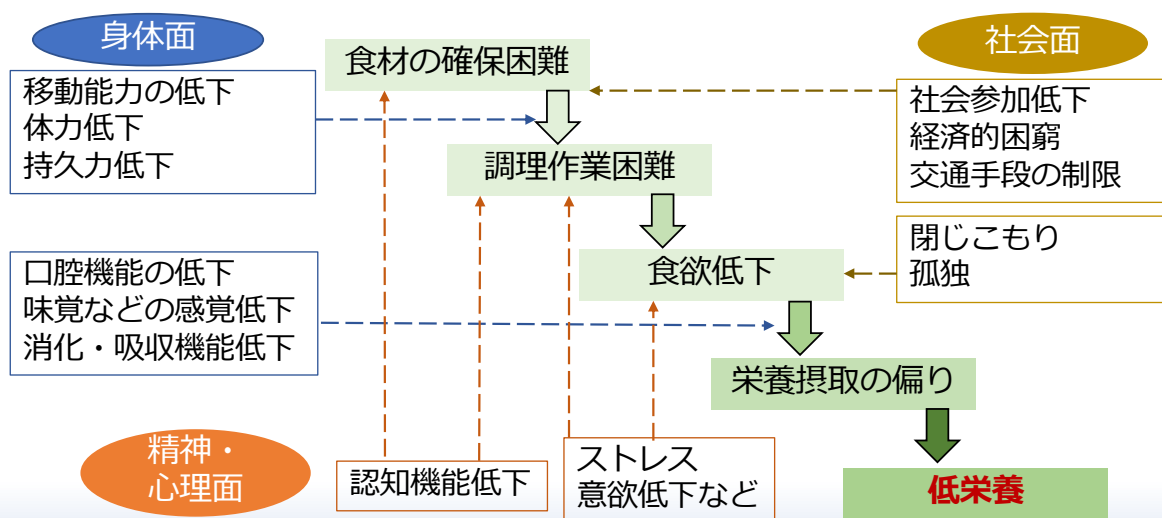 身体面
食材の確保困難
社会面
移動能力の低下
体力低下
持久力低下
社会参加低下
経済的困窮
交通手段の制限
調理作業困難
閉じこもり
孤独
口腔機能の低下
味覚などの感覚低下
消化・吸収機能低下
食欲低下
栄養摂取の偏り
精神・
心理面
認知機能低下
ストレス
意欲低下など
低栄養